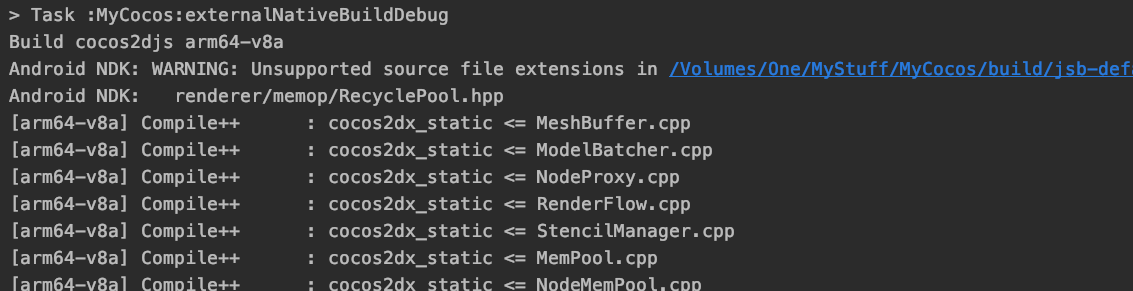 > Task :MyCocos:externalNativeBuildDebug
Build cocos2djs arm64-v8a
Android NDK: WARNING: Unsupported source file extensions in /Volumes/One/MyStuff/MyCocos/build/jsb-defa
Android NDK:   renderer/memop/RecyclePool.hpp
[arm64-v8a] Compile++      : cocos2dx_static <= MeshBuffer.cpp
[arm64-v8a] Compile++      : cocos2dx_static <= ModelBatcher.cpp
[arm64-v8a] Compile++      : cocos2dx_static <= NodeProxy.cpp
[arm64-v8a] Compile++      : cocos2dx_static <= RenderFlow.cpp
[arm64-v8a] Compile++      : cocos2dx_static <= StencilManager.cpp
[arm64-v8a] Compile++      : cocos2dx_static <= MemPool.cpp
[arm64-v8a] Compile++      : cocos2dx_static <= NodeMemPool.cpp